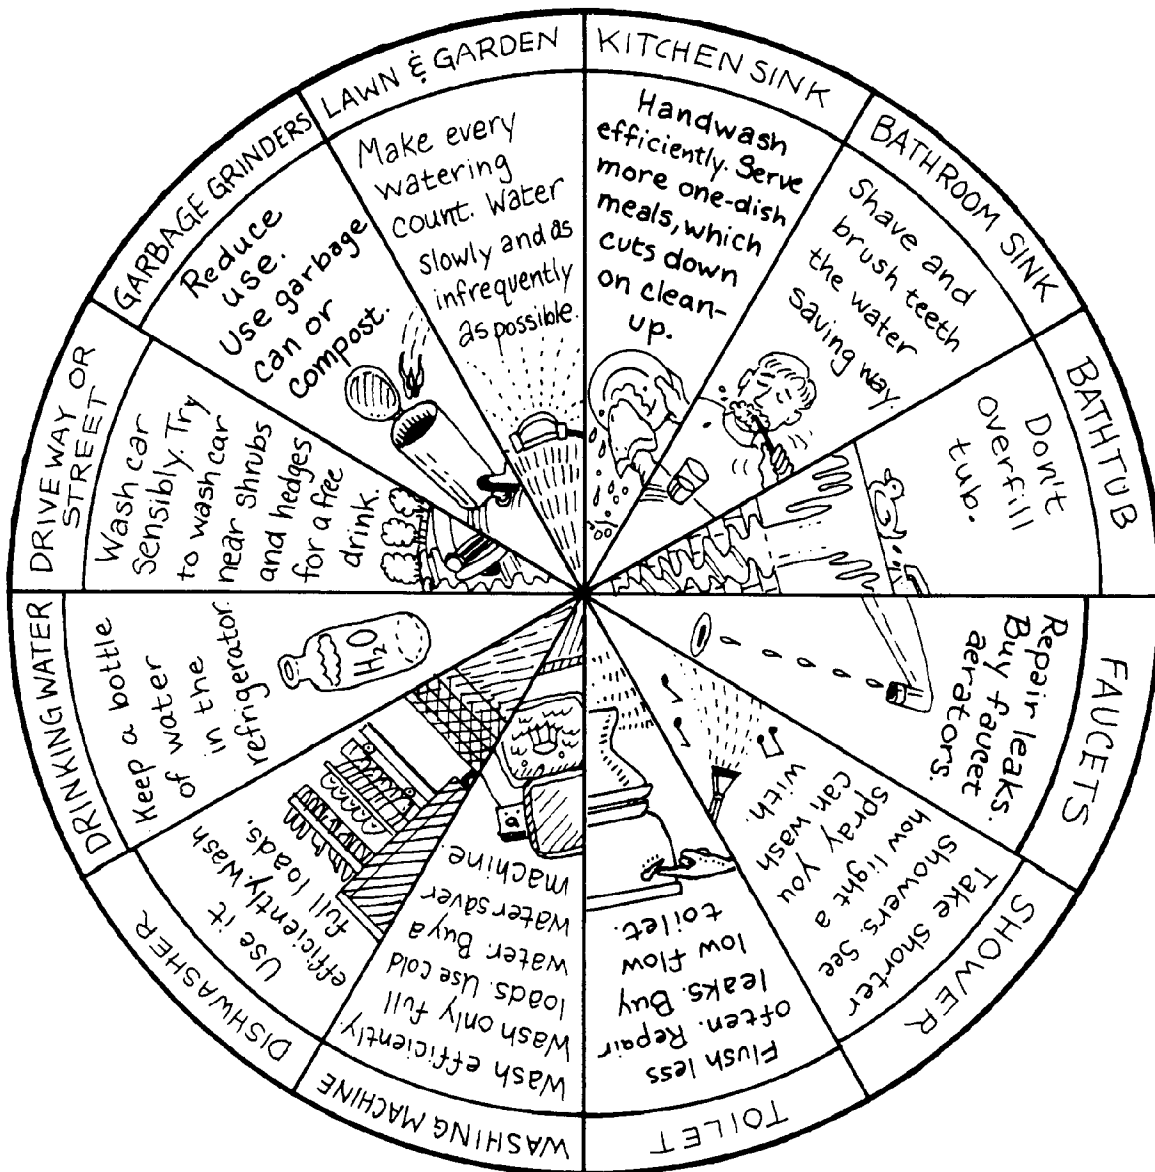 KITCHEN SINK
Handwash
efficiently. Serve
more one-dish
meals, which
cuts down
on clean-
up.
BATHROOM SINK
Shave and
brush teeth
the water
saving way.
BATHTUB
Don't
overfill
tub.
FAUCETS
Repair leaks.
Buy faucet
aerators.
SHOWER
Take shorter
showers. See
how light a
spray you
can wash
with.
TOILET
Flush less
often. Repair
leaks. Buy
low flow
toilet.
WASHING MACHINE
Wash efficiently.
Wash only full
loads. Use cold
water. Buy a
water saver
machine.
DISHWASHER
Use it
efficiently. Wash
full loads.
DRINKING WATER
Keep a bottle
of water
in the
refrigerator.
H2O
DRIVEWAY OR
STREET
Wash car
sensibly. Try
to wash car
near shrubs
and hedges
for a free
drink.
GARBAGE GRINDERS
Reduce
use.
Use garbage
can or
compost.
LAWN & GARDEN
Make every
watering
count. Water
slowly and as
infrequently
as possible.